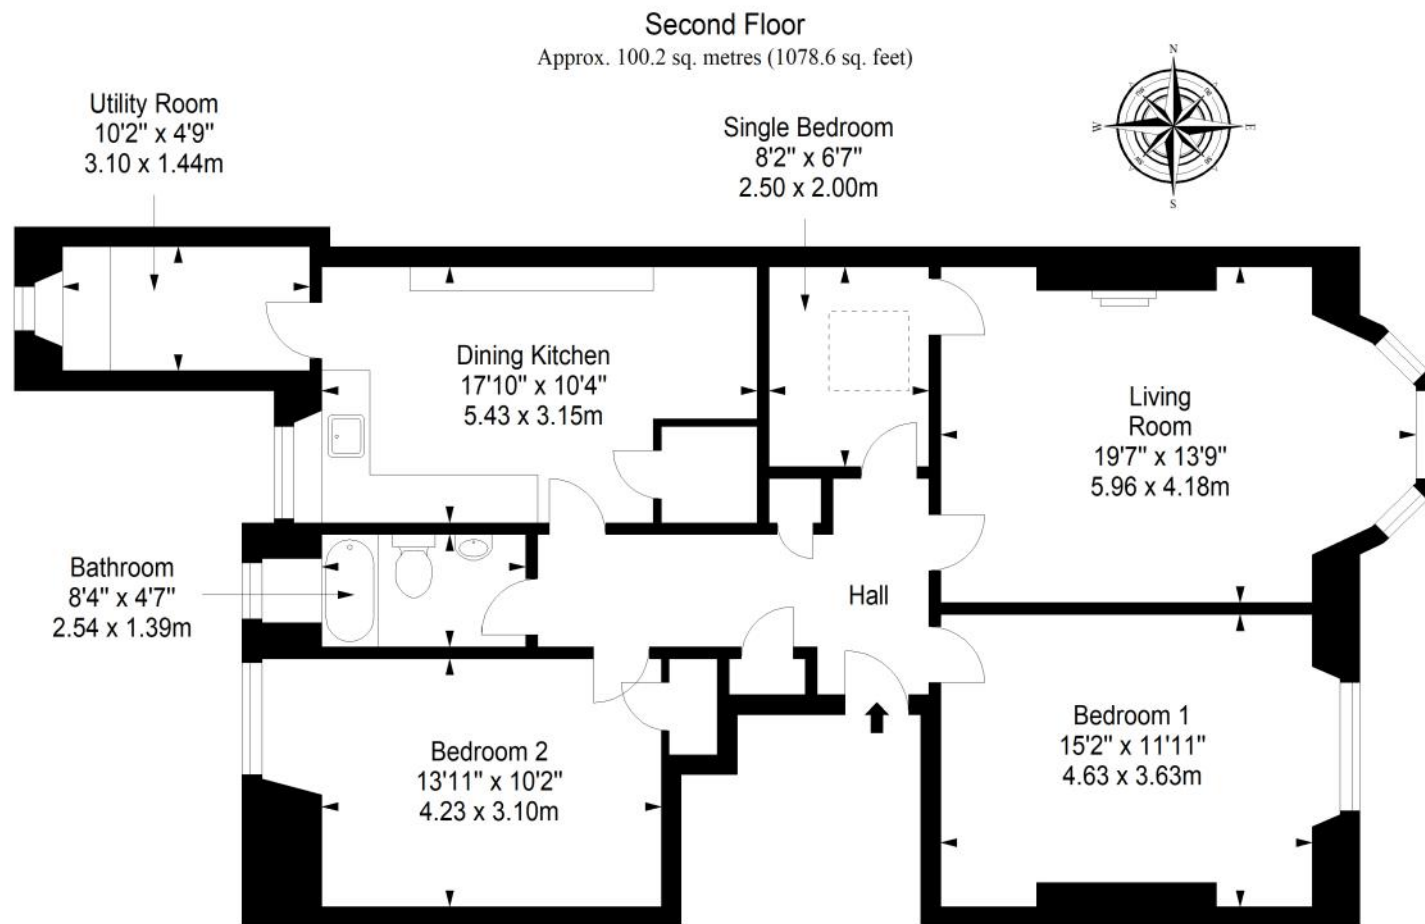 Second Floor
Approx. 100.2 sq. metres (1078.6 sq. feet)
Utility Room
10'2" x 4'9"
3.10 x 1.44m
Single Bedroom
8'2" x 6'7"
2.50 x 2.00m
N
W
E
S
Dining Kitchen
17'10" x 10'4"
5.43 x 3.15m
Living
Room
19'7" x 13'9"
5.96 x 4.18m
Bathroom
8'4" x 4'7"
2.54 x 1.39m
Hall
Bedroom 2
13'11" x 10'2"
4.23 x 3.10m
Bedroom 1
15'2" x 11'11"
4.63 x 3.63m